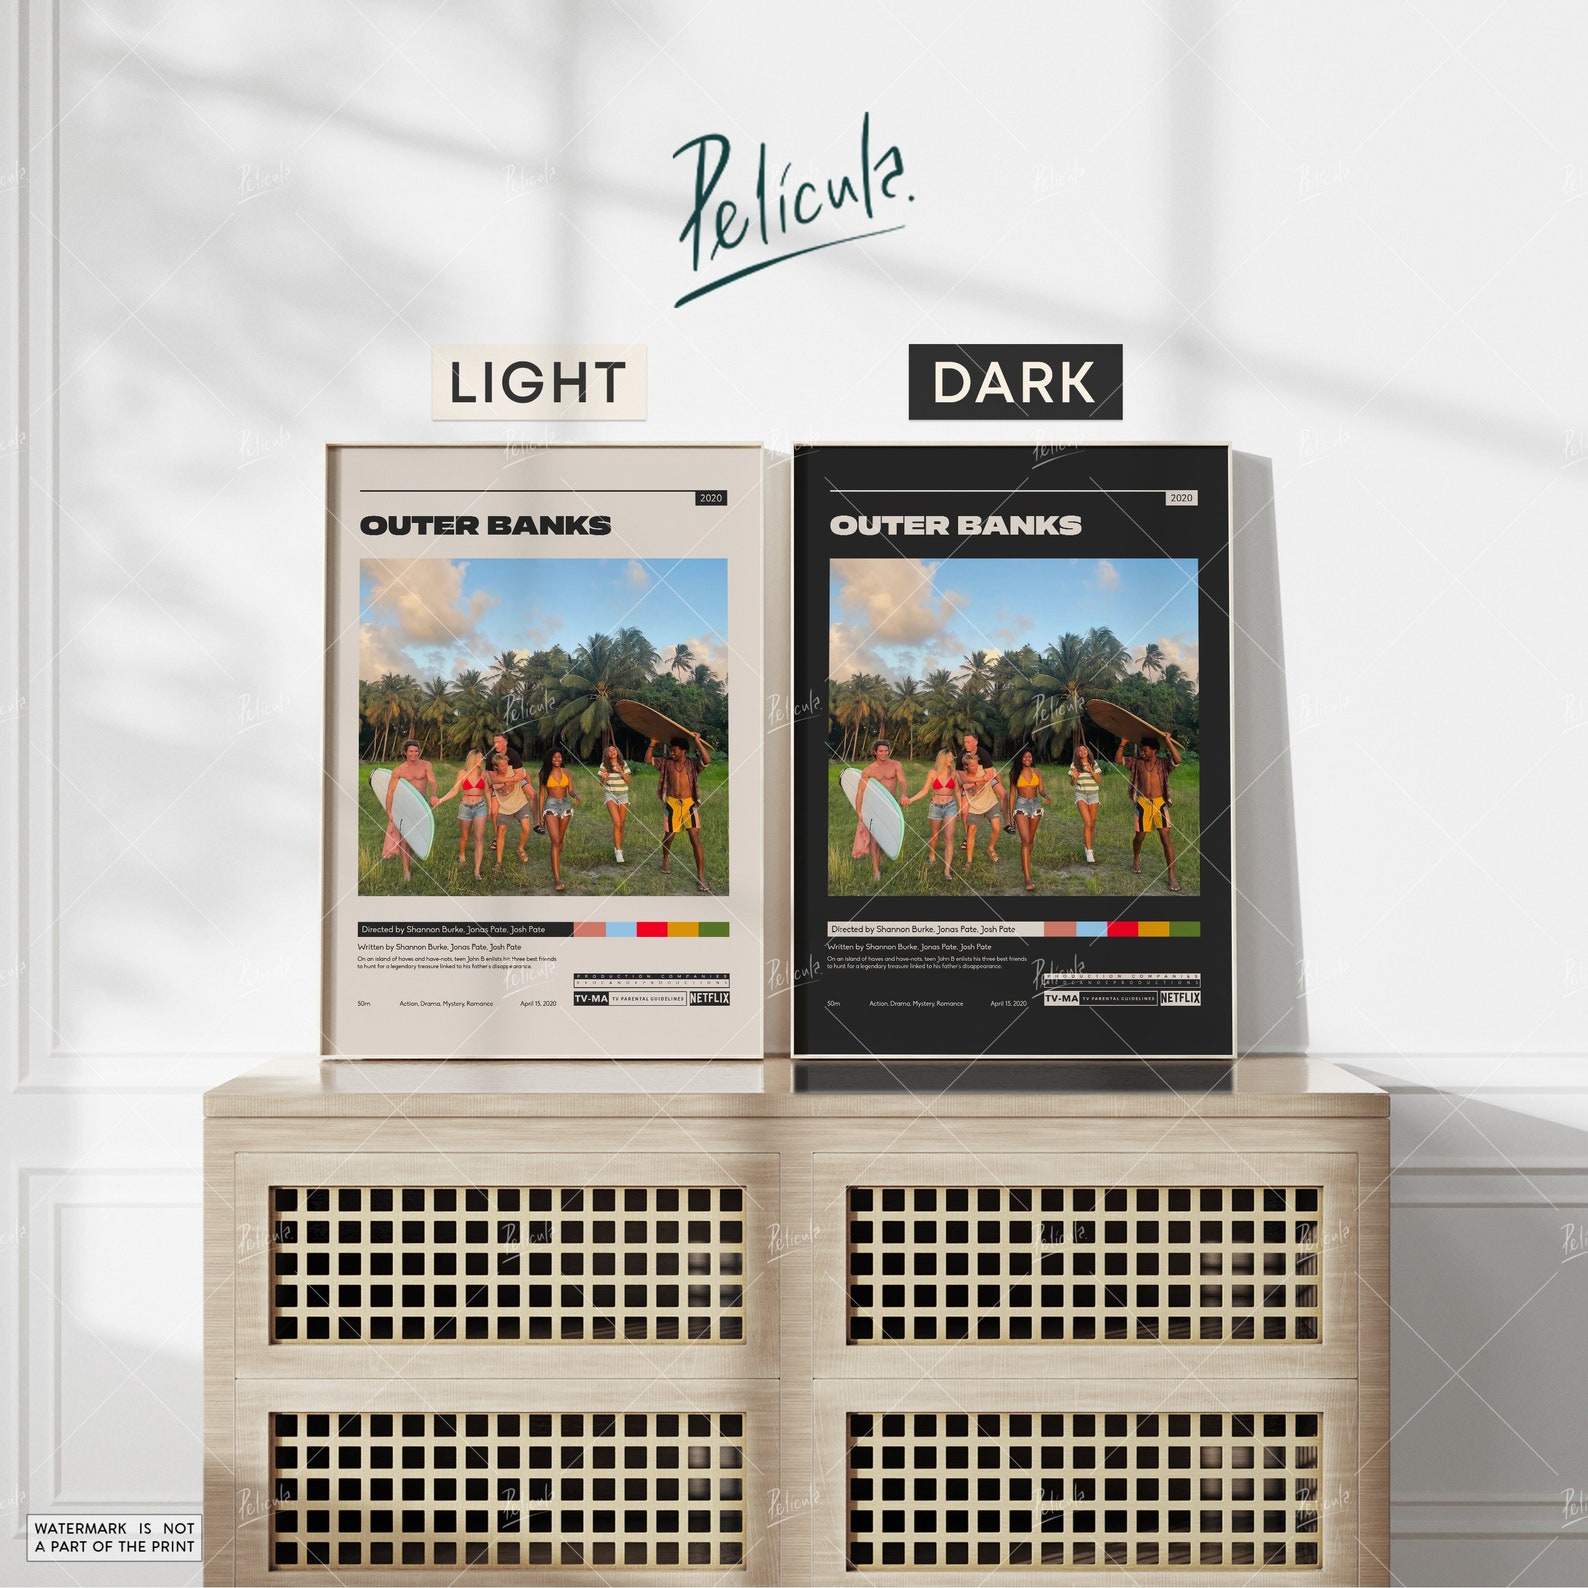 Pelicula.
LIGHT
DARK
2020
OUTER BANKS
Directed by Shannon Burke, Jonas Pate, Josh Pate
Written by Shannon Burke, Jonas Pate, Josh Pate
On an island of haves and have-nots, teen John B enlists his three best friends
to hunt for a legendary treasure linked to his father's disappearance.
PRODUCTION COMPANIES
50m Action, Drama, Mystery, Romance April 15, 2020 TV-MA TV PARENTAL GUIDELINES NETFLIX
2020
OUTER BANKS
Directed by Shannon Burke, Jonas Pate, Josh Pate
Written by Shannon Burke, Jonas Pate, Josh Pate
On an island of haves and have-nots, teen John B enlists his three best friends
to hunt for a legendary treasure linked to his father's disappearance.
PRODUCTION COMPANIES
50m Action, Drama, Mystery, Romance April 15, 2020 TV-MA TV PARENTAL GUIDELINES NETFLIX
WATERMARK IS NOT
A PART OF THE PRINT